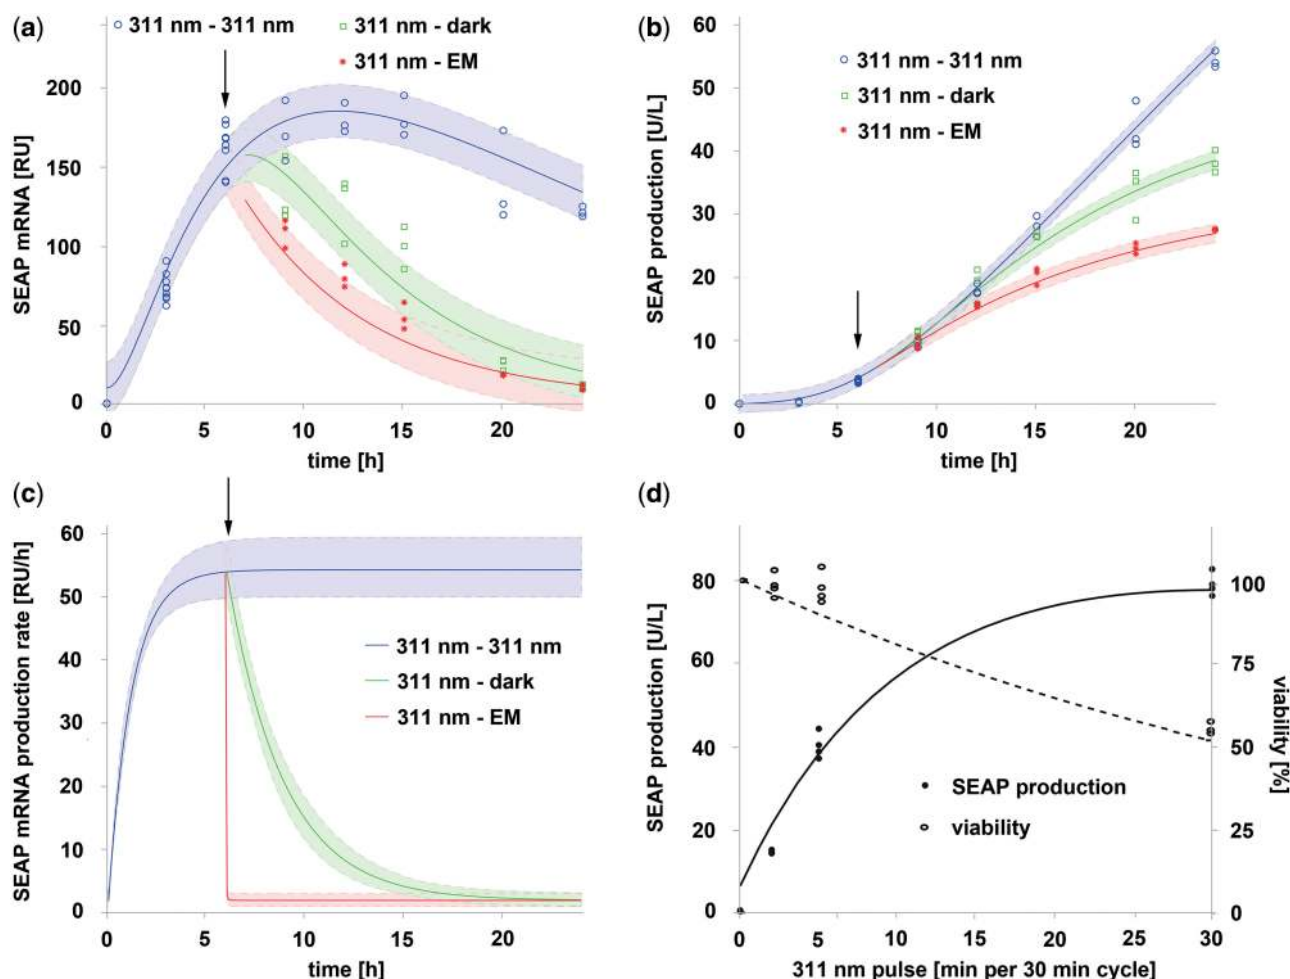 (a)
311 nm - 311 nm
311 nm - dark
311 nm - EM
SEAP mRNA [RU]
200
150
100
50
0
0 5 10 15 20
time [h]
(b)
311 nm - 311 nm
311 nm - dark
311 nm - EM
SEAP production [U/L]
60
50
40
30
20
10
0
0 5 10 15 20
time [h]
(c)
SEAP mRNA production rate [RU/h]
60
50
40
30
20
10
0
311 nm - 311 nm
311 nm - dark
311 nm - EM
0 5 10 15 20
time [h]
(d)
SEAP production [U/L]
80
60
40
20
0
SEAP production
viability
100
75
50
25
0
viability [%]
0 5 10 15 20 25 30
311 nm pulse [min per 30 min cycle]